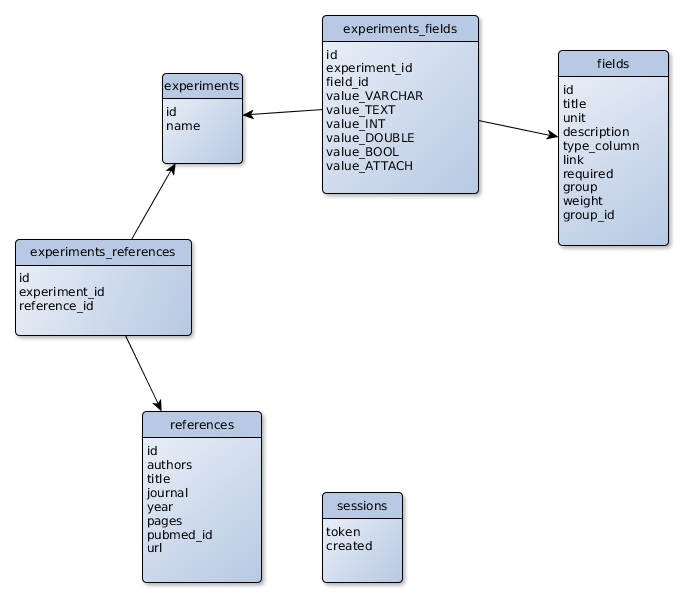 experiments_fields
id
experiment_id
field_id
value_VARCHAR
value_TEXT
value_INT
value_DOUBLE
value_BOOL
value_ATTACH
fields
id
title
unit
description
type_column
link
required
group
weight
group_id
experiments
id
name
experiments_references
id
experiment_id
reference_id
references
id
authors
title
journal
year
pages
pubmed_id
url
sessions
token
created